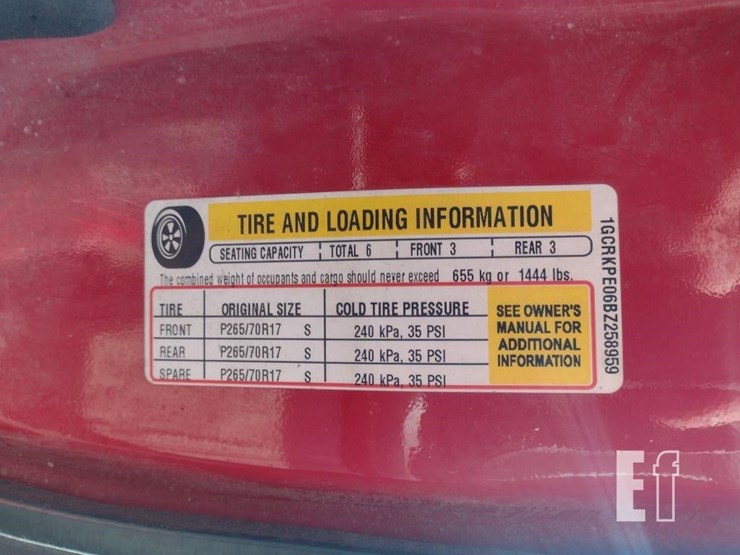 TIRE AND LOADING INFORMATION
SEATING CAPACITY TOTAL 6 FRONT 3 REAR 3
The combined weight of occupants and cargo should never exceed 655 kg or 1444 lbs.
TIRE ORIGINAL SIZE COLD TIRE PRESSURE
FRONT P265/70R17 S 240 kPa, 35 PSI
REAR P265/70R17 S 240 kPa, 35 PSI
SPARE P265/70R17 S 240 kPa, 35 PSI
SEE OWNER'S
MANUAL FOR
ADDITIONAL
INFORMATION
1GCRKPE06BZ258959
Ef